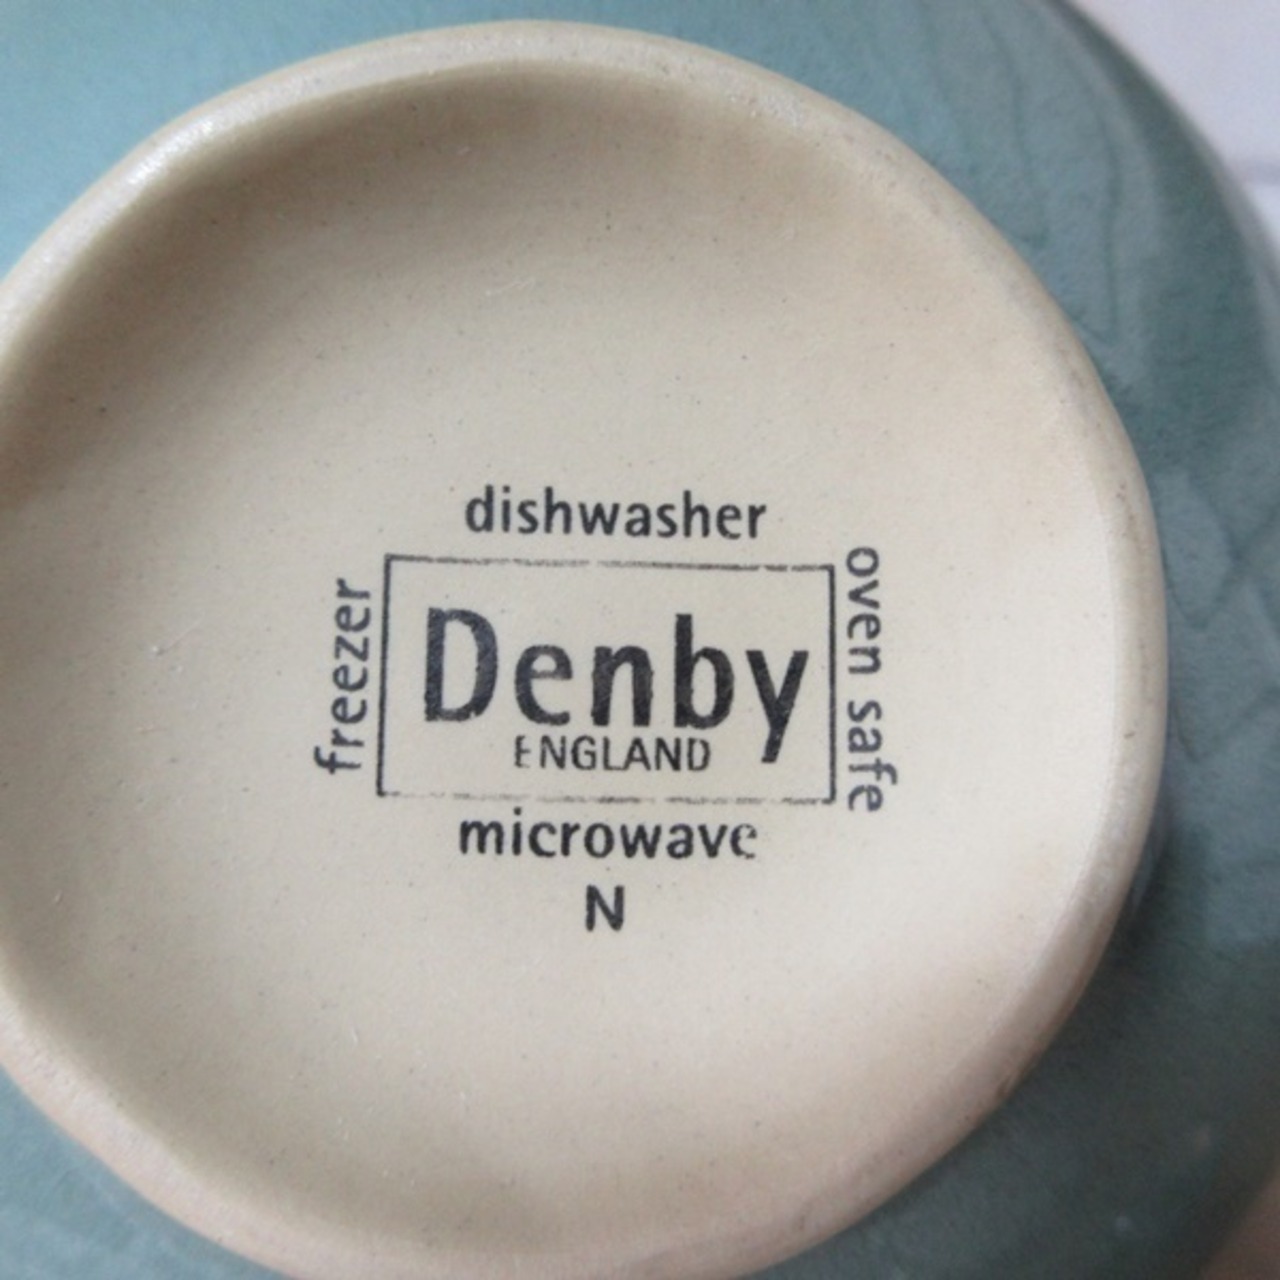 dishwasher
freezer
Denby
ENGLAND
oven safe
microwave
N